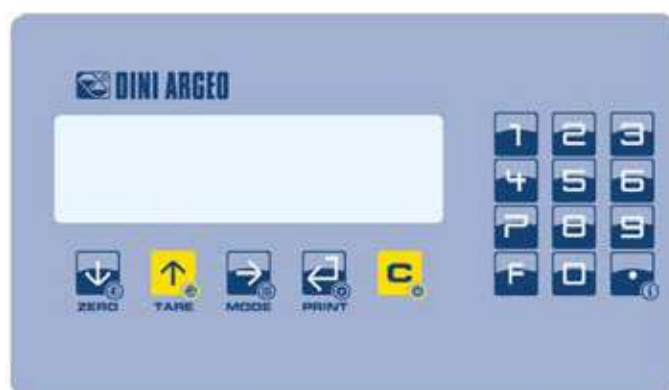 DINI ARGEO
1 2 3
4 5 6
7 8 9
F 0 .
C
ZERO TARE MODE PRINT